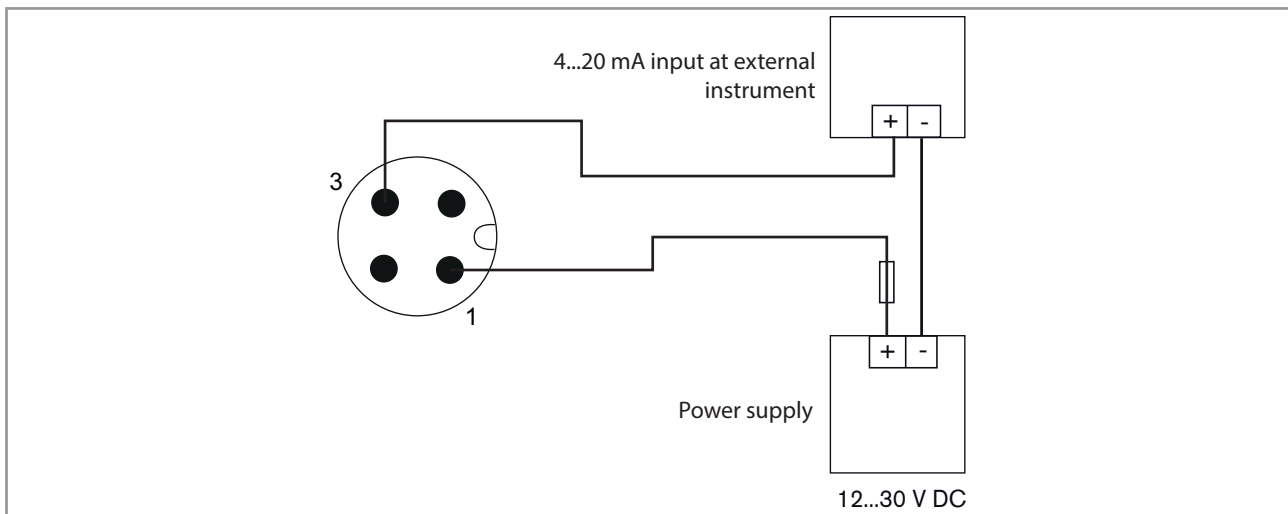 4...20 mA input at external
instrument
+ -
3
1
+ -
Power supply
12...30 V DC